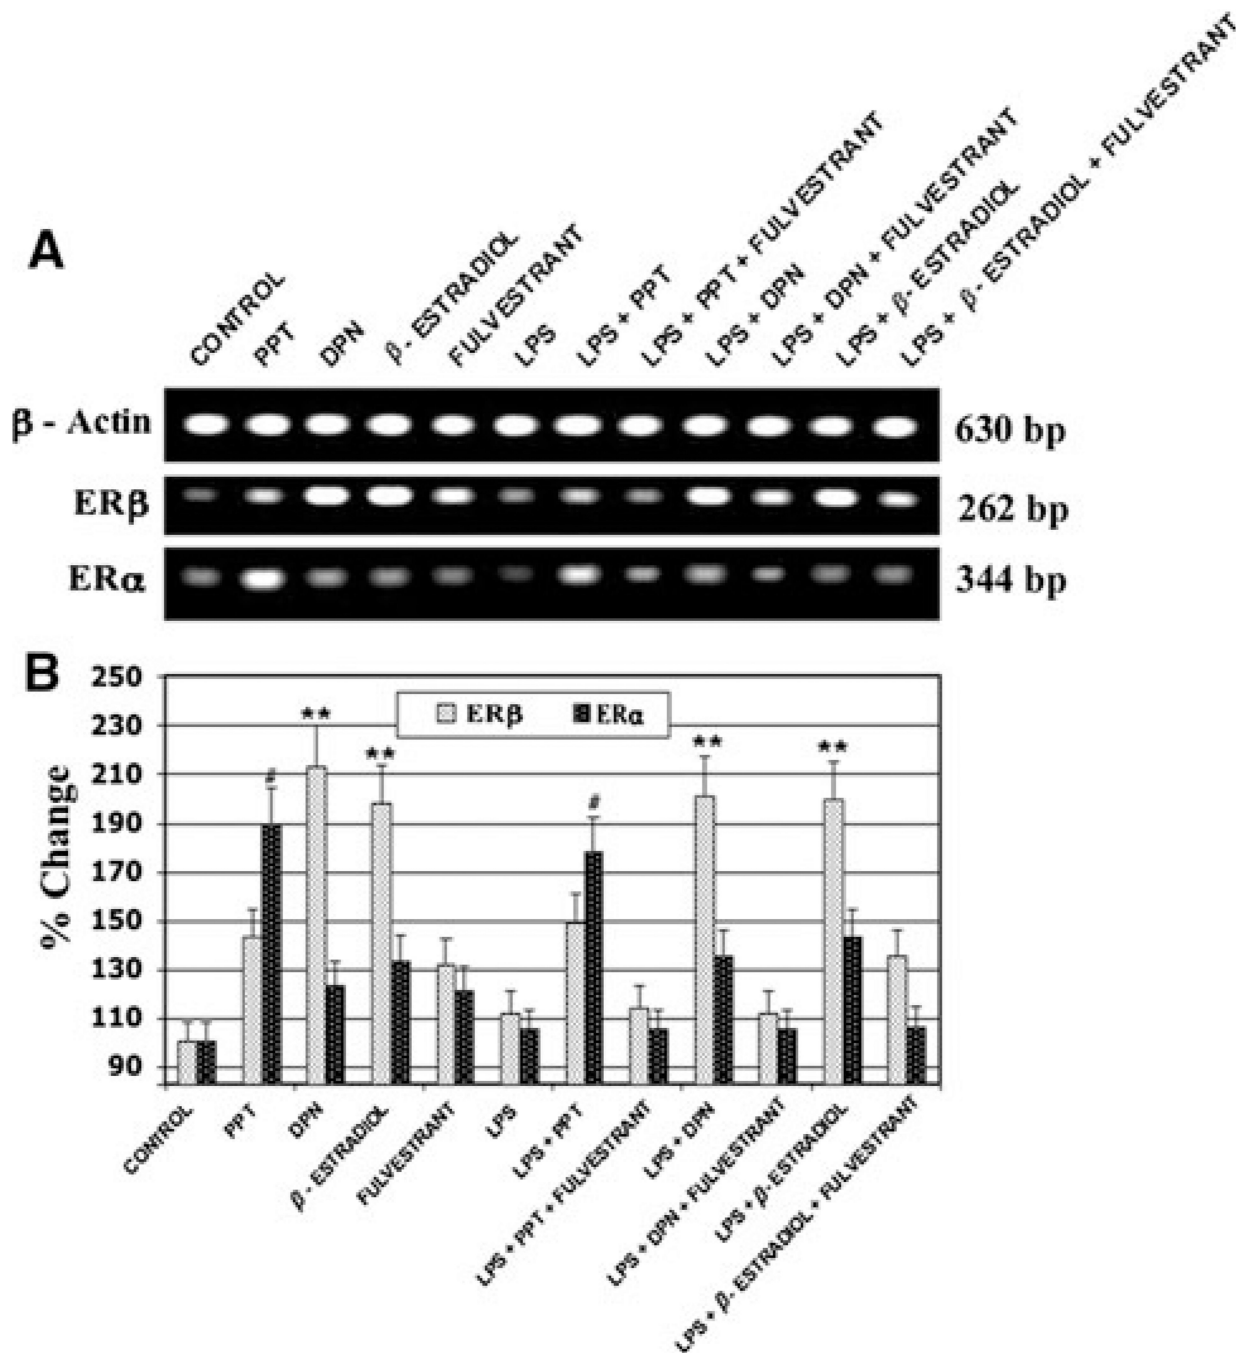 A
CONTROL
PPT
DPN
β- ESTRADIOL
FULVESTRANT
LPS
LPS + PPT
LPS + PPT + FULVESTRANT
LPS + DPN
LPS + DPN + FULVESTRANT
LPS + β- ESTRADIOL
LPS + β- ESTRADIOL + FULVESTRANT
β - Actin 630 bp
ERβ 262 bp
ERα 344 bp
B
% Change
250
230
210
190
170
150
130
110
90
ERβ ERα
#
**
**
#
**
**
CONTROL
PPT
DPN
β- ESTRADIOL
FULVESTRANT
LPS
LPS + PPT
LPS + PPT + FULVESTRANT
LPS + DPN
LPS + DPN + FULVESTRANT
LPS + β- ESTRADIOL
LPS + β- ESTRADIOL + FULVESTRANT